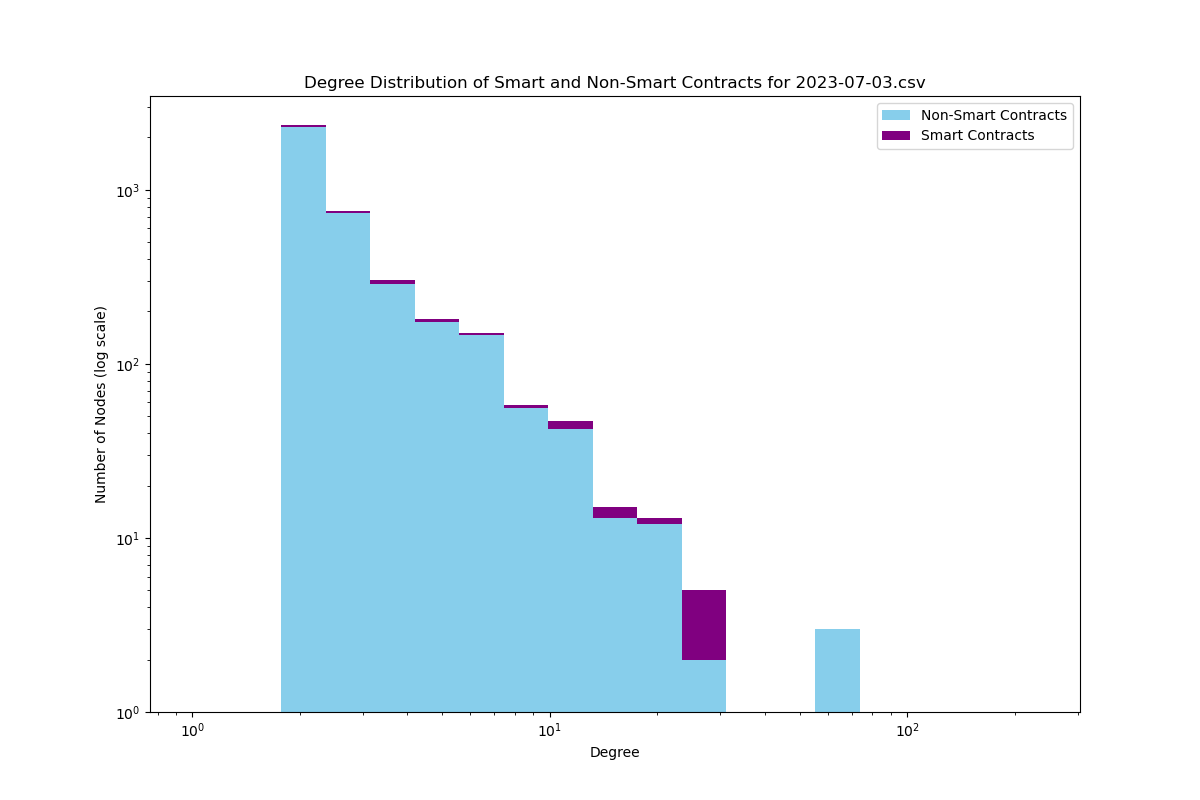 Degree Distribution of Smart and Non-Smart Contracts for 2023-07-03.csv
Non-Smart Contracts
Smart Contracts
Number of Nodes (log scale)
10³
10²
10¹
10⁰
10⁰ 10¹ 10²
Degree